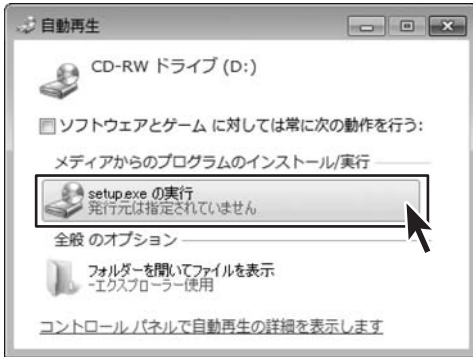 自動再生
CD-RW ドライブ (D:)
ソフトウェアとゲーム に対しては常に次の動作を行う:
メディアからのプログラムのインストール/実行
setup.exe の実行
発行元は指定されていません
全般 のオプション
フォルダーを開いてファイルを表示
-エクスプローラー使用
コントロール パネルで自動再生の詳細を表示します